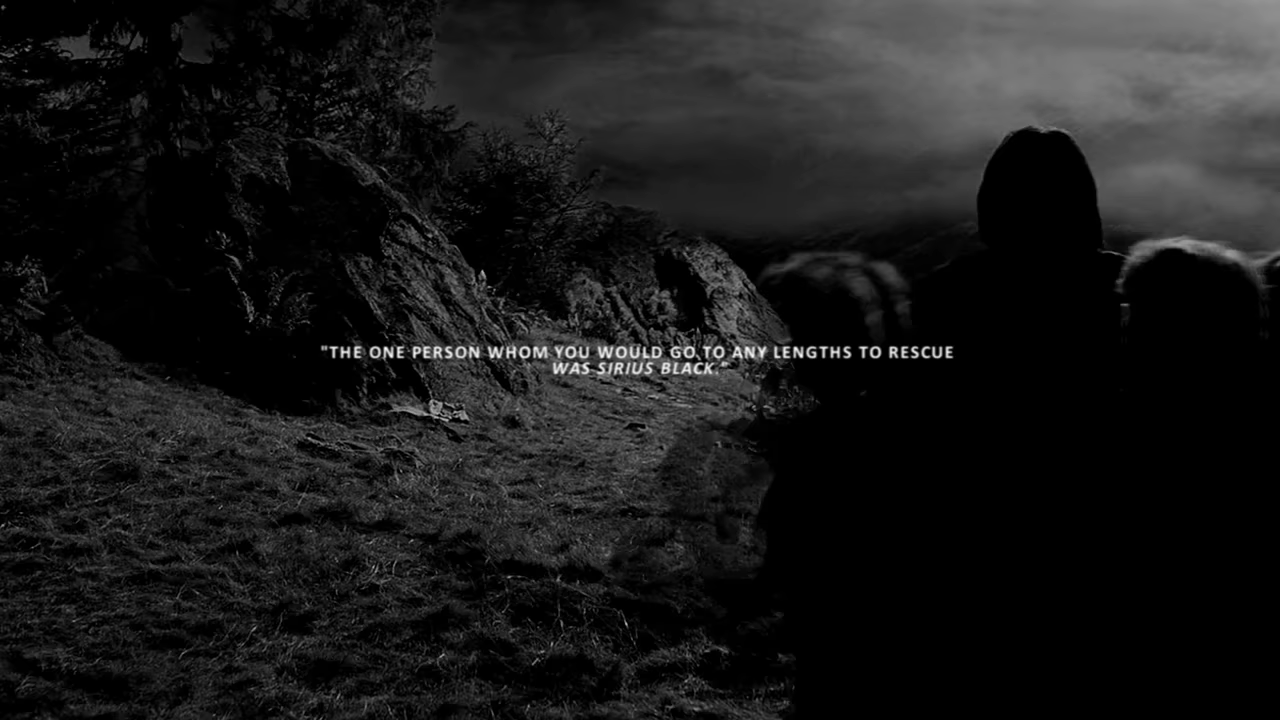 "THE ONE PERSON WHOM YOU WOULD GO TO ANY LENGTHS TO RESCUE
WAS SIRIUS BLACK."